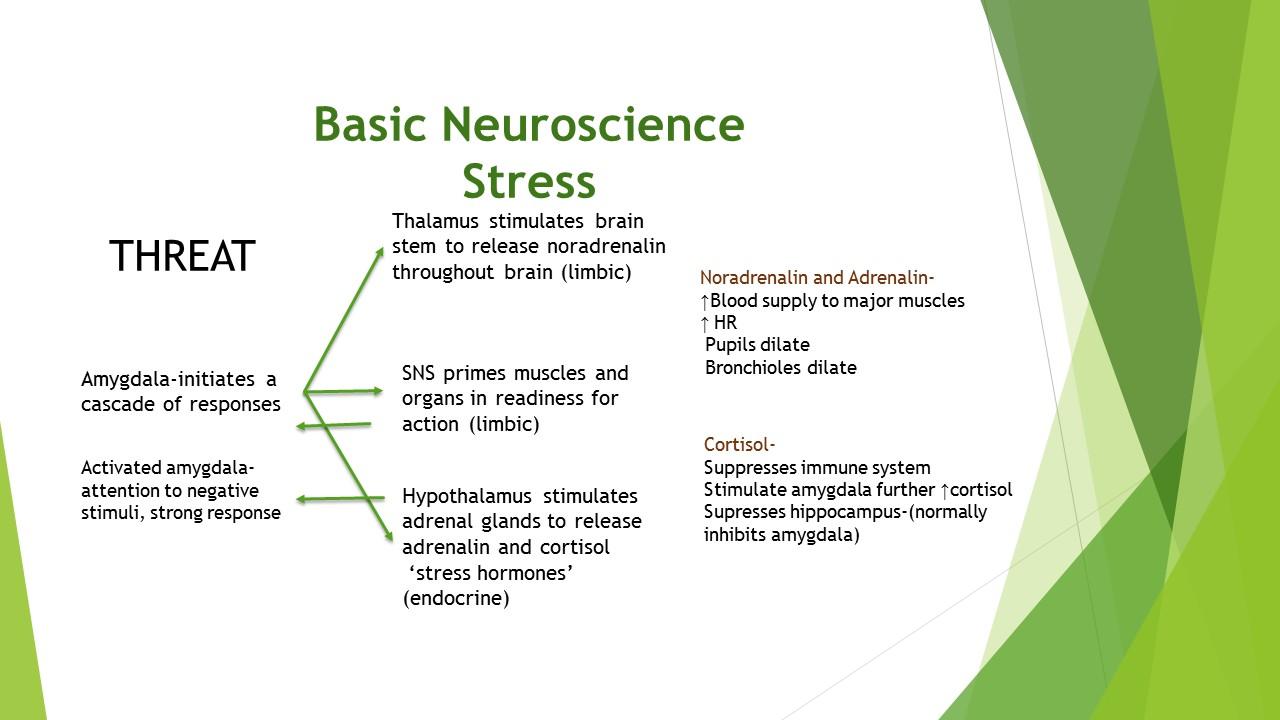 Basic Neuroscience
Stress
THREAT
Thalamus stimulates brain
stem to release noradrenalin
throughout brain (limbic)
Amygdala-initiates a
cascade of responses
SNS primes muscles and
organs in readiness for
action (limbic)
Activated amygdala-
attention to negative
stimuli, strong response
Hypothalamus stimulates
adrenal glands to release
adrenalin and cortisol
‘stress hormones’
(endocrine)
Noradrenalin and Adrenalin-
↑Blood supply to major muscles
↑ HR
Pupils dilate
Bronchioles dilate
Cortisol-
Suppresses immune system
Stimulate amygdala further ↑cortisol
Supresses hippocampus-(normally
inhibits amygdala)